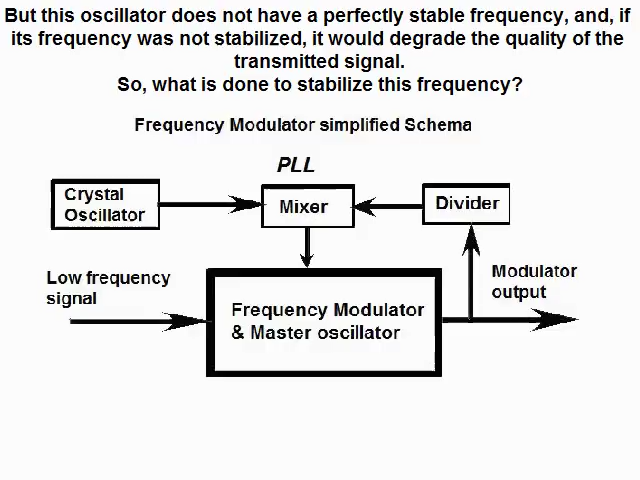 But this oscillator does not have a perfectly stable frequency, and, if
its frequency was not stabilized, it would degrade the quality of the
transmitted signal.
So, what is done to stabilize this frequency?
Frequency Modulator simplified Schema
PLL
Crystal
Oscillator
Mixer
Divider
Low frequency
signal
Frequency Modulator
& Master oscillator
Modulator
output